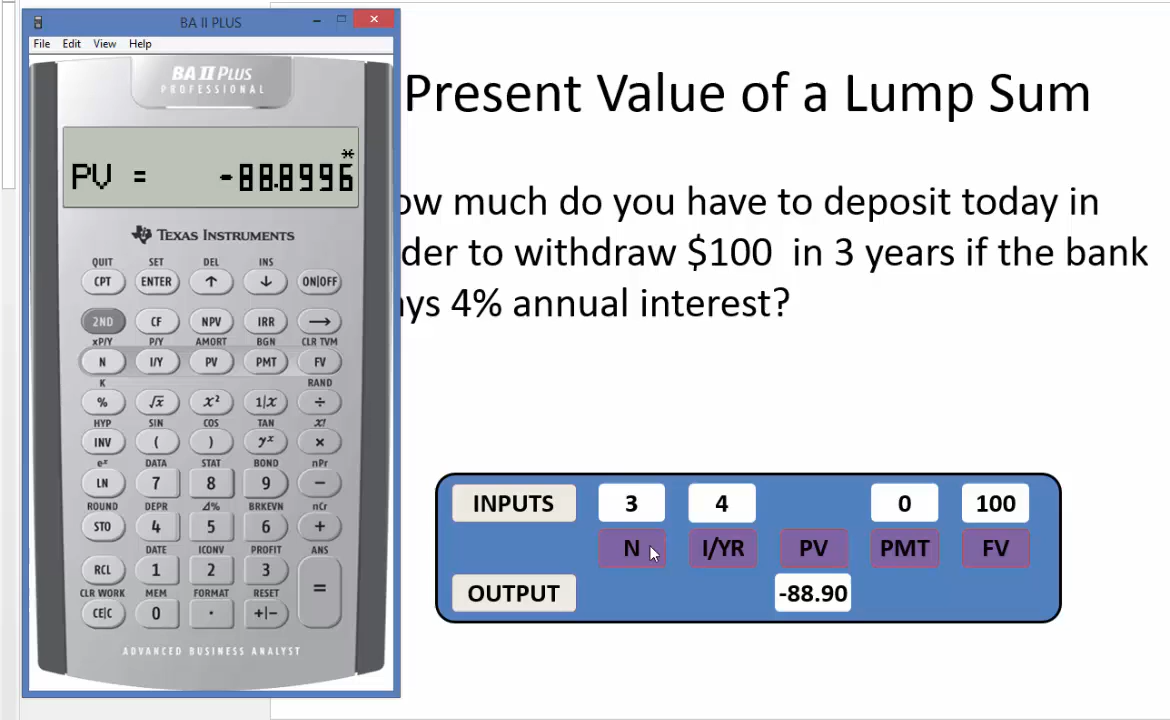 BA II PLUS
File Edit View Help
BA II PLUS
PROFESSIONAL
PV = -88.8996
TEXAS INSTRUMENTS
QUIT SET DEL INS
CPT ENTER ↑ ↓ ON|OFF
2ND CF NPV IRR →
xP/Y P/Y AMORT BGN CLR TVM
N I/Y PV PMT FV
K RAND
% √x x² 1/x ÷
HYP SIN COS TAN x!
INV ( ) yˣ ×
eˣ DATA STAT BOND nPr
LN 7 8 9 −
ROUND DEPR Δ% BRKEVN nCr
STO 4 5 6 +
DATE ICONV PROFIT ANS
RCL 1 2 3 =
CLR WORK MEM FORMAT RESET
CE|C 0 . +|−
ADVANCED BUSINESS ANALYST
Present Value of a Lump Sum
ow much do you have to deposit today in
der to withdraw $100 in 3 years if the bank
ys 4% annual interest?
INPUTS 3 4 0 100
N I/YR PV PMT FV
OUTPUT -88.90